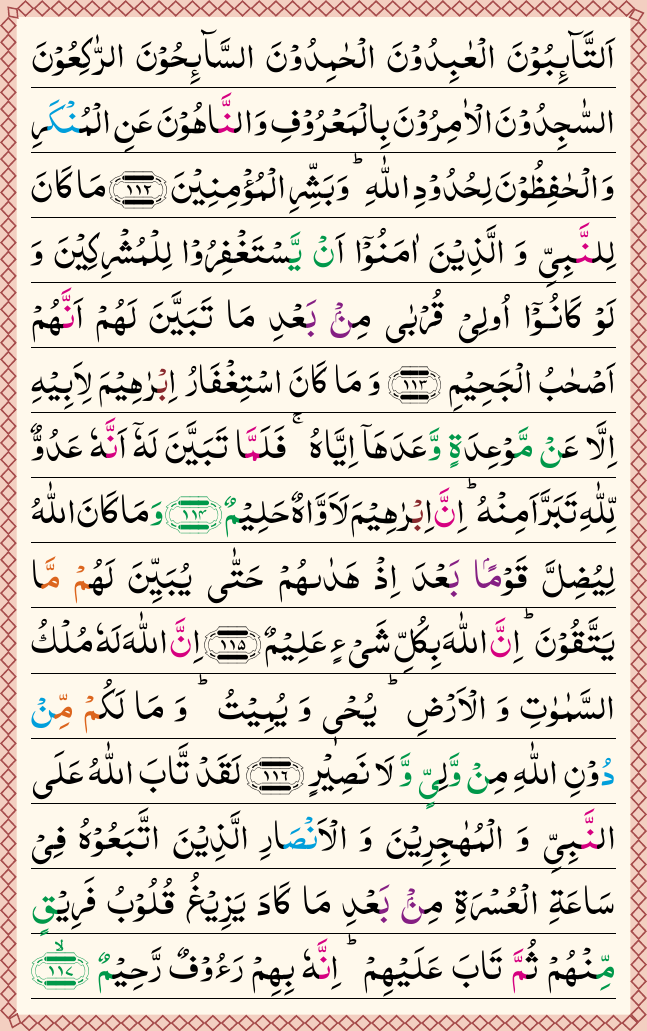 اَلتَّآىِٕبُوْنَ الْعٰبِدُوْنَ الْحٰمِدُوْنَ السَّآىِٕحُوْنَ الرّٰكِعُوْنَ
السّٰجِدُوْنَ الْاٰمِرُوْنَ بِالْمَعْرُوْفِ وَالنَّاهُوْنَ عَنِ الْمُنْكَرِ
وَالْحٰفِظُوْنَ لِحُدُوْدِ اللّٰهِ ؕ وَبَشِّرِ الْمُؤْمِنِيْنَ ۝۱۱۲ مَا كَانَ
لِلنَّبِيِّ وَ الَّذِيْنَ اٰمَنُوْۤا اَنْ يَّسْتَغْفِرُوْا لِلْمُشْرِكِيْنَ وَ
لَوْ كَانُوْۤا اُولِيْ قُرْبٰى مِنْۢ بَعْدِ مَا تَبَيَّنَ لَهُمْ اَنَّهُمْ
اَصْحٰبُ الْجَحِيْمِ ۝۱۱۳ وَ مَا كَانَ اسْتِغْفَارُ اِبْرٰهِيْمَ لِاَبِيْهِ
اِلَّا عَنْ مَّوْعِدَةٍ وَّعَدَهَاۤ اِيَّاهُ ۚ فَلَمَّا تَبَيَّنَ لَهٗۤ اَنَّهٗ عَدُوٌّ
لِّلّٰهِ تَبَرَّاَ مِنْهُ ؕ اِنَّ اِبْرٰهِيْمَ لَاَوَّاهٌ حَلِيْمٌ ۝۱۱۴ وَمَا كَانَ اللّٰهُ
لِيُضِلَّ قَوْمًۢا بَعْدَ اِذْ هَدٰىهُمْ حَتّٰى يُبَيِّنَ لَهُمْ مَّا
يَتَّقُوْنَ ؕ اِنَّ اللّٰهَ بِكُلِّ شَيْءٍ عَلِيْمٌ ۝۱۱۵ اِنَّ اللّٰهَ لَهٗ مُلْكُ
السَّمٰوٰتِ وَ الْاَرْضِ ؕ يُحْيٖ وَ يُمِيْتُ ؕ وَ مَا لَكُمْ مِّنْ
دُوْنِ اللّٰهِ مِنْ وَّلِيٍّ وَّ لَا نَصِيْرٍ ۝۱۱۶ لَقَدْ تَّابَ اللّٰهُ عَلَى
النَّبِيِّ وَ الْمُهٰجِرِيْنَ وَ الْاَنْصَارِ الَّذِيْنَ اتَّبَعُوْهُ فِيْ
سَاعَةِ الْعُسْرَةِ مِنْۢ بَعْدِ مَا كَادَ يَزِيْغُ قُلُوْبُ فَرِيْقٍ
مِّنْهُمْ ثُمَّ تَابَ عَلَيْهِمْ ؕ اِنَّهٗ بِهِمْ رَءُوْفٌ رَّحِيْمٌ ۝۱۱۷ۙ